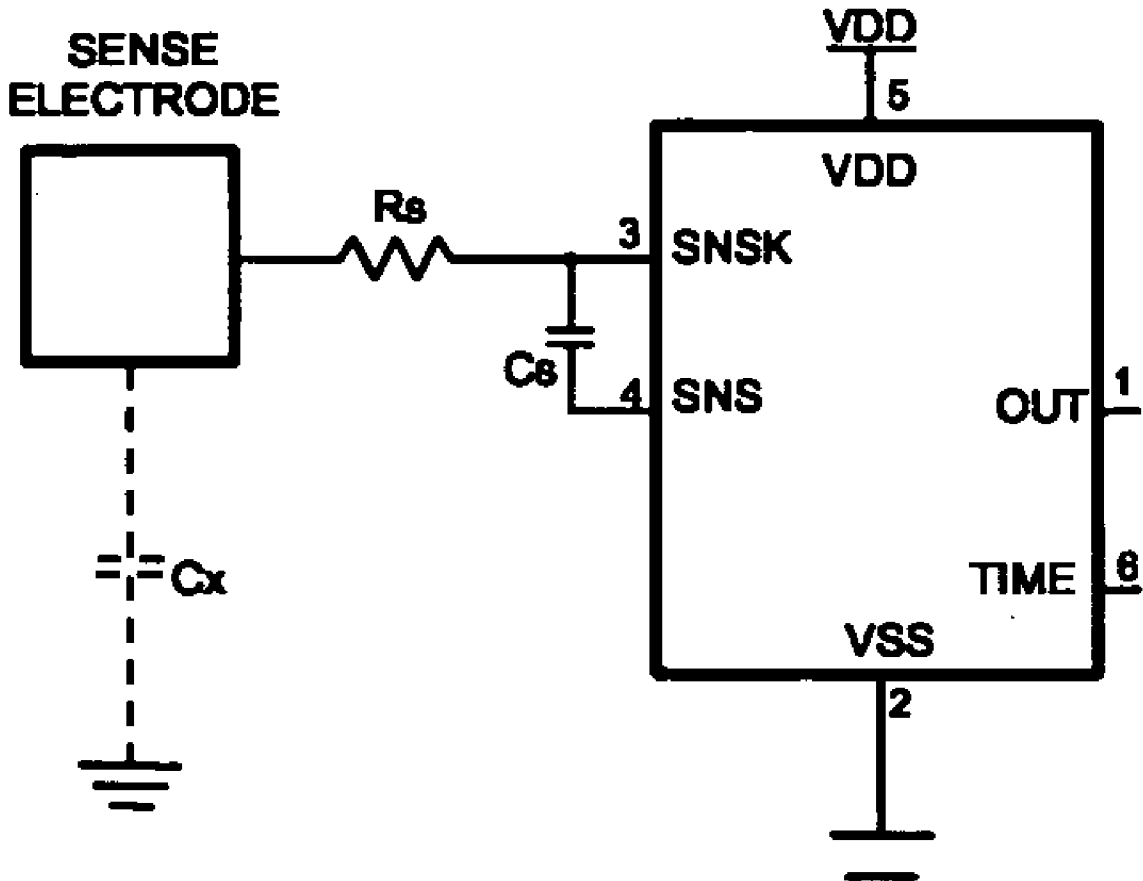 VDD
SENSE
ELECTRODE
5
VDD
Rs
3
SNSK
Cs
4
SNS
1
OUT
Cx
6
TIME
VSS
2